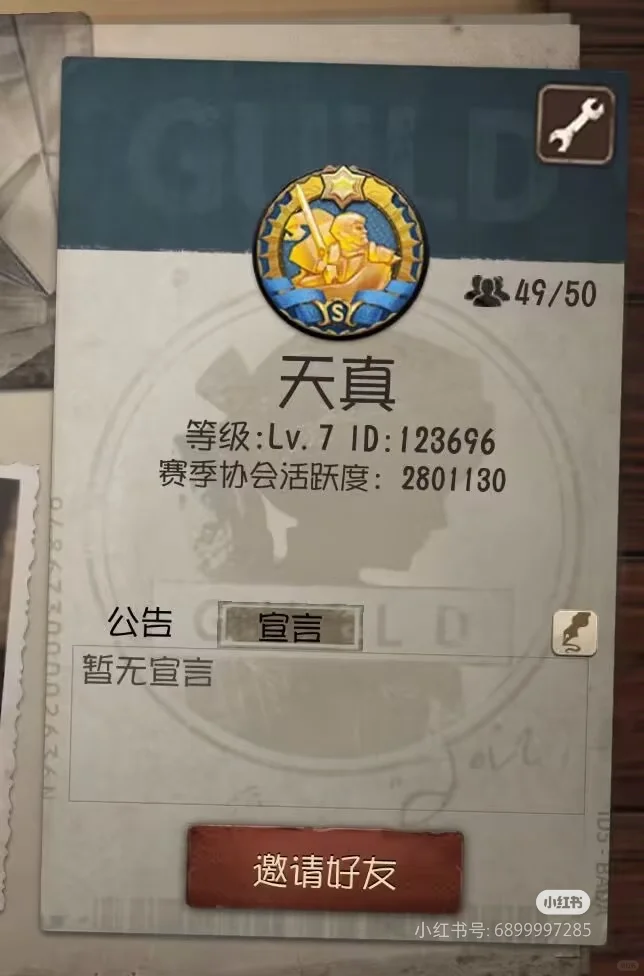 GUILD
49/50
天真
等级:Lv.7 ID:123696
赛季协会活跃度: 2801130
公告 宣言
GUILD
暂无宣言
邀请好友
小红书
小红书号: 6899997285